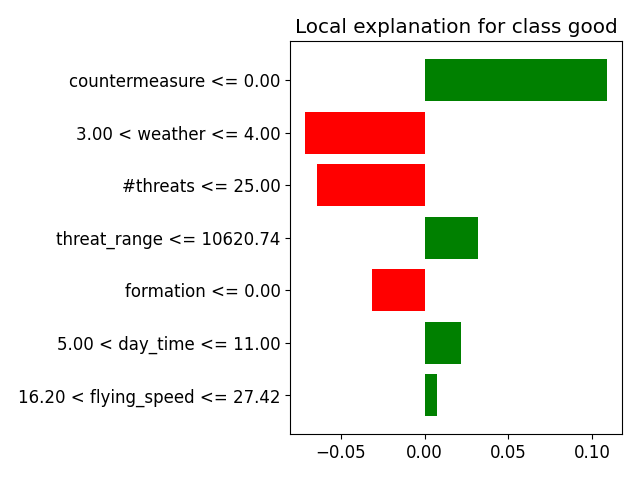 Local explanation for class good
countermeasure <= 0.00
3.00 < weather <= 4.00
#threats <= 25.00
threat_range <= 10620.74
formation <= 0.00
5.00 < day_time <= 11.00
16.20 < flying_speed <= 27.42
−0.05 0.00 0.05 0.10